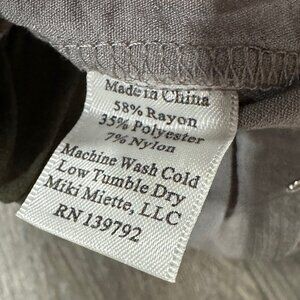 Made in China
58% Rayon
35% Polyester
7% Nylon
Machine Wash Cold
Low Tumble Dry
Miki Miette, LLC
RN 139792